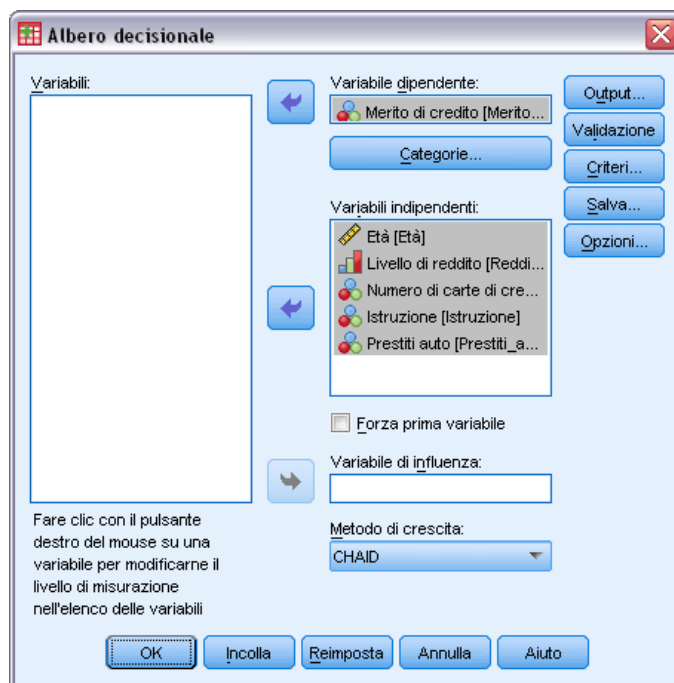 Albero decisionale
Variabili:
Variabile dipendente:
Merito di credito [Merito...
Categorie...
Variabili indipendenti:
Età [Età]
Livello di reddito [Reddi...
Numero di carte di cre...
Istruzione [Istruzione]
Prestiti auto [Prestiti_a...
Forza prima variabile
Variabile di influenza:
Metodo di crescita:
CHAID
Output...
Validazione
Criteri...
Salva...
Opzioni...
Fare clic con il pulsante
destro del mouse su una
variabile per modificarne il
livello di misurazione
nell'elenco delle variabili
OK
Incolla
Reimposta
Annulla
Aiuto